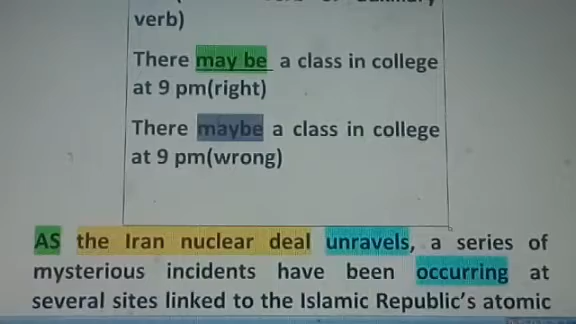 verb)
There may be a class in college
at 9 pm(right)
There maybe a class in college
at 9 pm(wrong)
AS the Iran nuclear deal unravels, a series of
mysterious incidents have been occurring at
several sites linked to the Islamic Republic's atomic